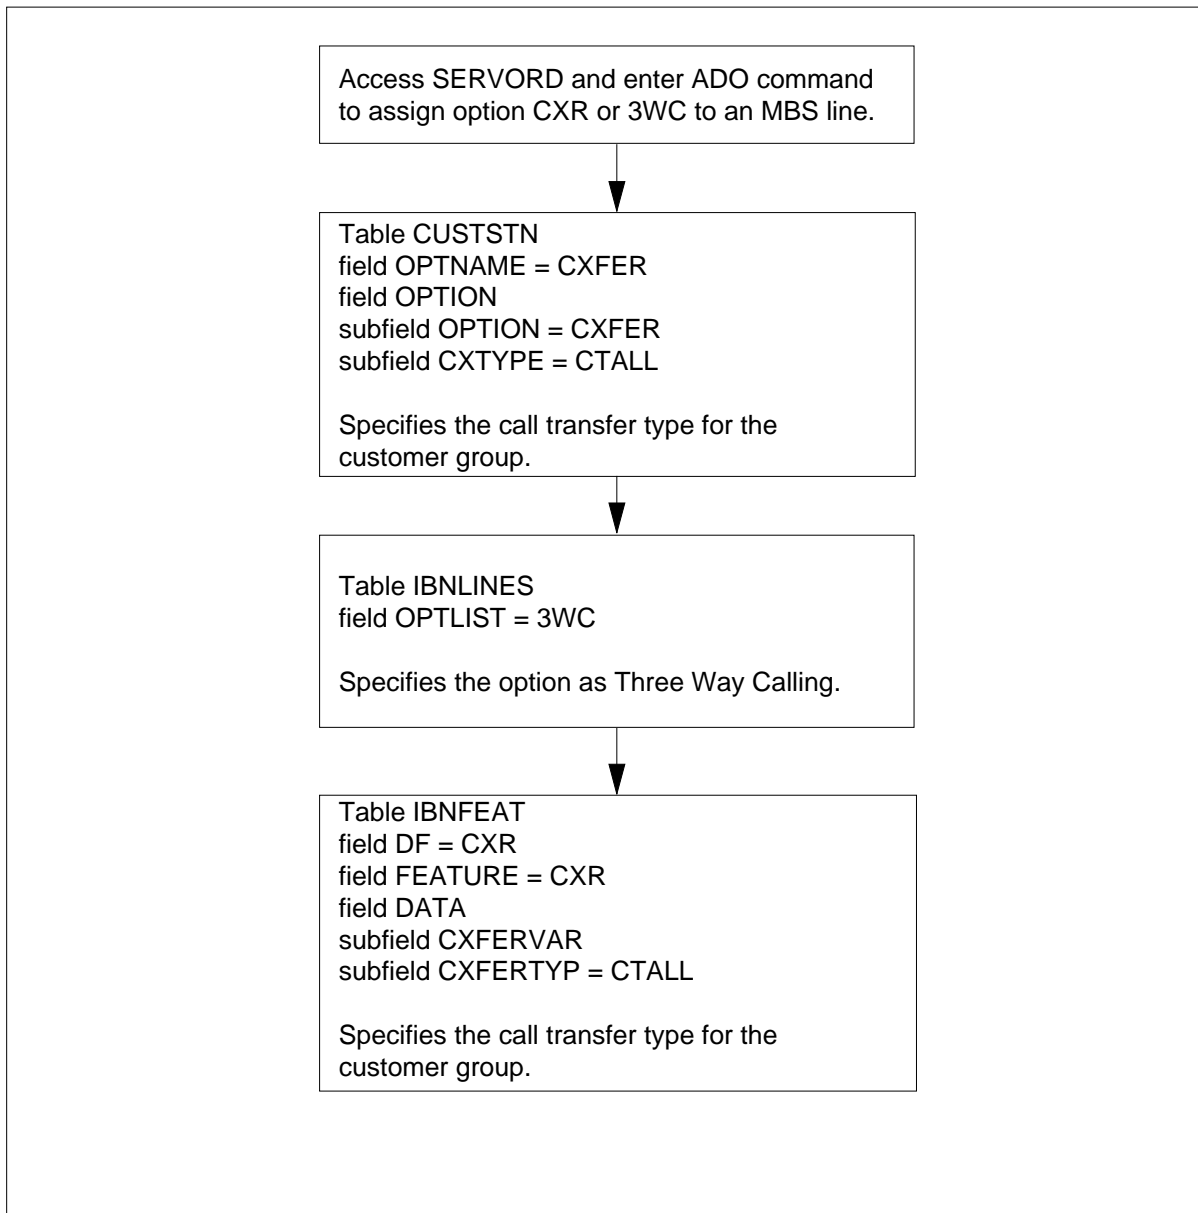 Access SERVORD and enter ADO command
to assign option CXR or 3WC to an MBS line.
Table CUSTSTN
field OPTNAME = CXFER
field OPTION
subfield OPTION = CXFER
subfield CXTYPE = CTALL
Specifies the call transfer type for the
customer group.
Table IBNLINES
field OPTLIST = 3WC
Specifies the option as Three Way Calling.
Table IBNFEAT
field DF = CXR
field FEATURE = CXR
field DATA
subfield CXFERVAR
subfield CXFERTYP = CTALL
Specifies the call transfer type for the
customer group.